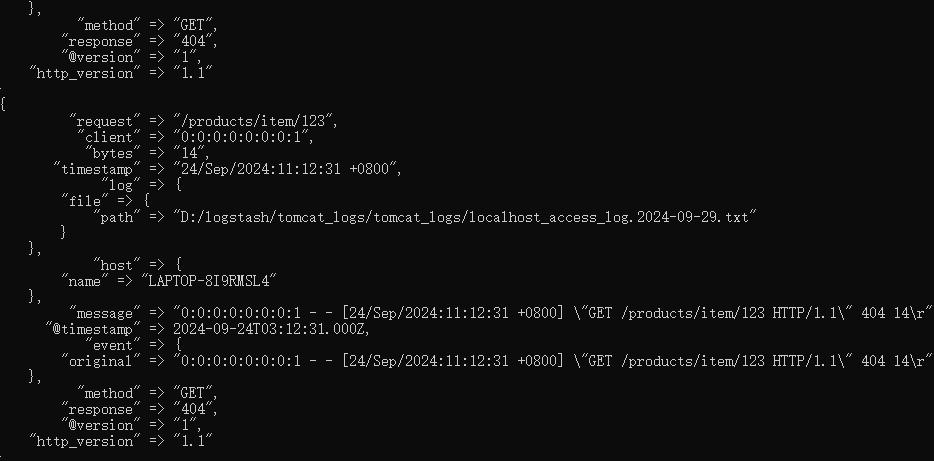 },
"method" => "GET",
"response" => "404",
"@version" => "1",
"http_version" => "1.1"
{
"request" => "/products/item/123",
"client" => "0:0:0:0:0:0:0:1",
"bytes" => "14",
"timestamp" => "24/Sep/2024:11:12:31 +0800",
"log" => {
"file" => {
"path" => "D:/logstash/tomcat_logs/tomcat_logs/localhost_access_log.2024-09-29.txt"
}
},
"host" => {
"name" => "LAPTOP-8I9RMSL4"
},
"message" => "0:0:0:0:0:0:0:1 - - [24/Sep/2024:11:12:31 +0800] \"GET /products/item/123 HTTP/1.1\" 404 14\r"
"@timestamp" => 2024-09-24T03:12:31.000Z,
"event" => {
"original" => "0:0:0:0:0:0:0:1 - - [24/Sep/2024:11:12:31 +0800] \"GET /products/item/123 HTTP/1.1\" 404 14\r"
},
"method" => "GET",
"response" => "404",
"@version" => "1",
"http_version" => "1.1"